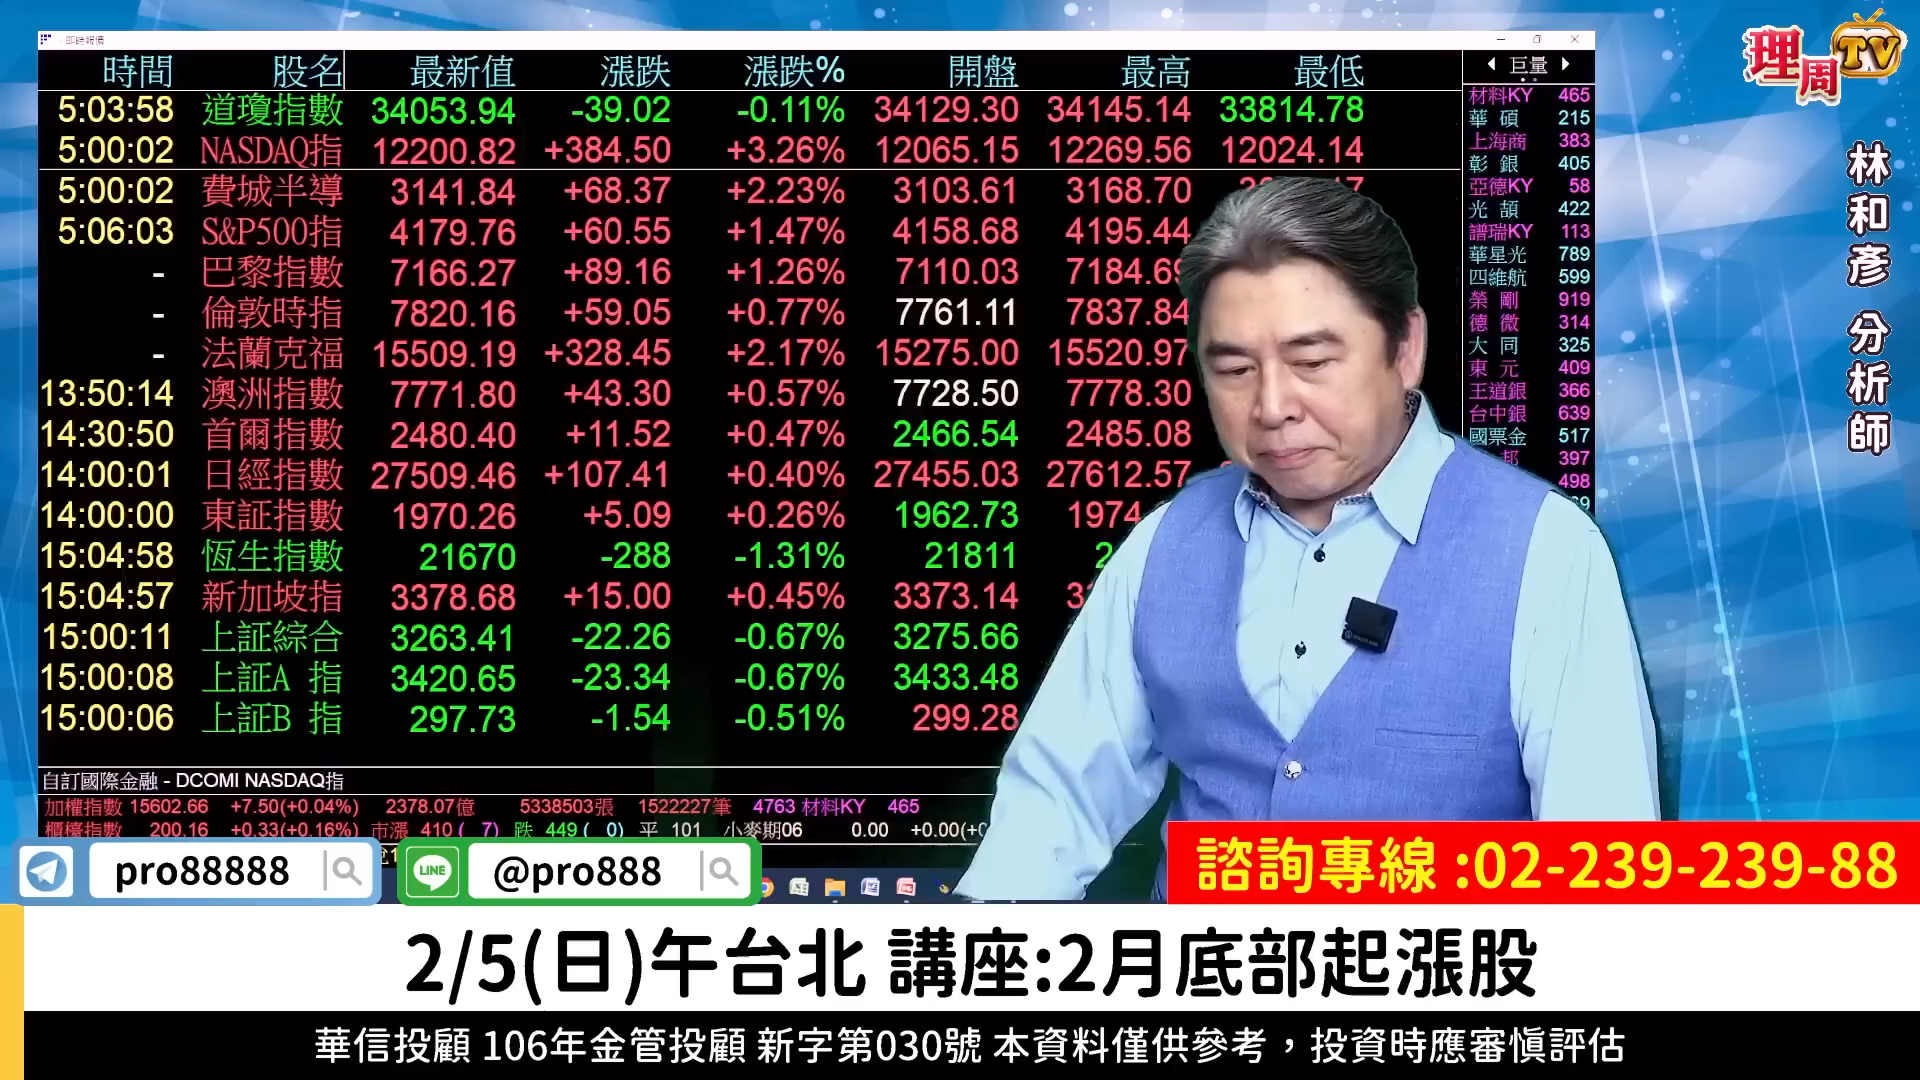 即時報價
時間 股名 最新值 漲跌 漲跌% 開盤 最高 最低
5:03:58 道瓊指數 34053.94 -39.02 -0.11% 34129.30 34145.14 33814.78
5:00:02 NASDAQ指 12200.82 +384.50 +3.26% 12065.15 12269.56 12024.14
5:00:02 費城半導 3141.84 +68.37 +2.23% 3103.61 3168.70
5:06:03 S&P500指 4179.76 +60.55 +1.47% 4158.68 4195.44
- 巴黎指數 7166.27 +89.16 +1.26% 7110.03 7184.69
- 倫敦時指 7820.16 +59.05 +0.77% 7761.11 7837.84
- 法蘭克福 15509.19 +328.45 +2.17% 15275.00 15520.97
13:50:14 澳洲指數 7771.80 +43.30 +0.57% 7728.50 7778.30
14:30:50 首爾指數 2480.40 +11.52 +0.47% 2466.54 2485.08
14:00:01 日經指數 27509.46 +107.41 +0.40% 27455.03 27612.57
14:00:00 東証指數 1970.26 +5.09 +0.26% 1962.73 1974
15:04:58 恆生指數 21670 -288 -1.31% 21811
15:04:57 新加坡指 3378.68 +15.00 +0.45% 3373.14
15:00:11 上証綜合 3263.41 -22.26 -0.67% 3275.66
15:00:08 上証A 指 3420.65 -23.34 -0.67% 3433.48
15:00:06 上証B 指 297.73 -1.54 -0.51% 299.28
巨量
材料KY 465
華 碩 215
上海商 383
彰 銀 405
亞德KY 58
光 頡 422
譜瑞KY 113
華星光 789
四維航 599
榮 剛 919
德 微 314
大 同 325
東 元 409
王道銀 366
台中銀 639
國票金 517
邦 397
498
自訂國際金融 - DCOMI NASDAQ指
加權指數 15602.66 +7.50(+0.04%) 2378.07億 5338503張 1522227筆 4763 材料KY 465
櫃檯指數 200.16 +0.33(+0.16%) 市漲 410( 7) 跌 449( 0) 平 101 小麥期06 0.00 +0.00(+0
理周TV
林和彥 分析師
pro88888
LINE @pro888
諮詢專線 :02-239-239-88
2/5(日)午台北 講座:2月底部起漲股
華信投顧 106年金管投顧 新字第030號 本資料僅供參考，投資時應審慎評估